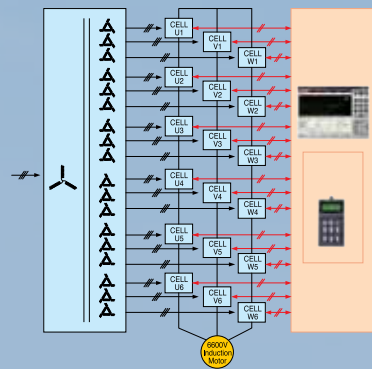 CELL
U1
CELL
V1
CELL
W1
CELL
U2
CELL
V2
CELL
W2
CELL
U3
CELL
V3
CELL
W3
CELL
U4
CELL
V4
CELL
W4
CELL
U5
CELL
V5
CELL
W5
CELL
U6
CELL
V6
CELL
W6
6600V
Induction
Motor